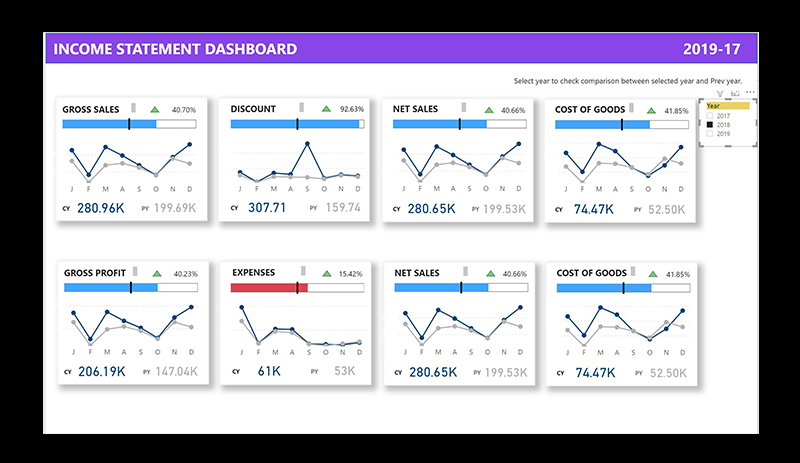 INCOME STATEMENT DASHBOARD 2019-17
Select year to check comparison between selected year and Prev year.
Year
2017
2018
2019
GROSS SALES 40.70%
J F M A S O N D
CY 280.96K PY 199.69K
DISCOUNT 92.63%
J F M A S O N D
CY 307.71 PY 159.74
NET SALES 40.66%
J F M A S O N D
CY 280.65K PY 199.53K
COST OF GOODS 41.85%
J F M A S O N D
CY 74.47K PY 52.50K
GROSS PROFIT 40.23%
J F M A S O N D
CY 206.19K PY 147.04K
EXPENSES 15.42%
J F M A S O N D
CY 61K PY 53K
NET SALES 40.66%
J F M A S O N D
CY 280.65K PY 199.53K
COST OF GOODS 41.85%
J F M A S O N D
CY 74.47K PY 52.50K